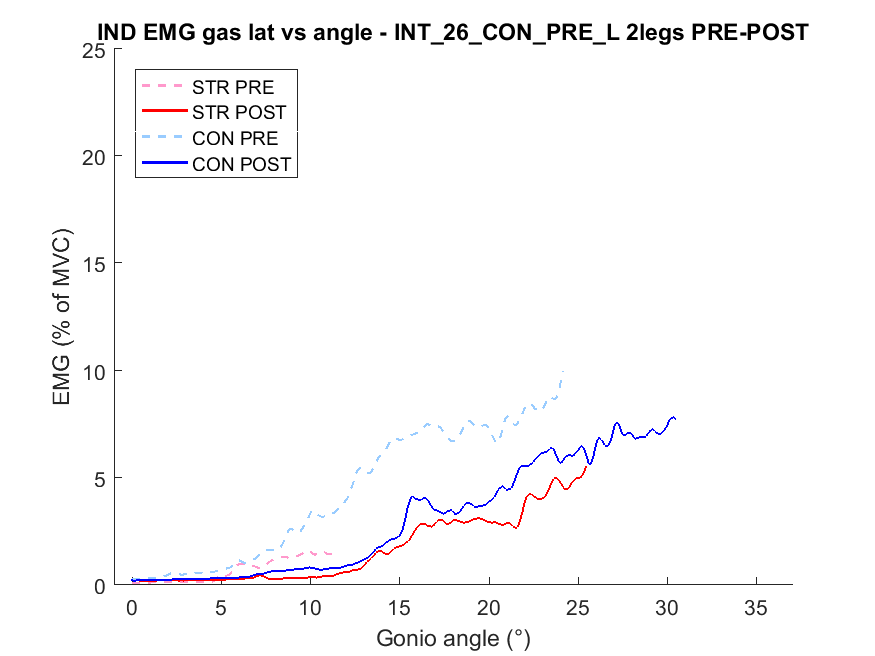 IND EMG gas lat vs angle - INT_26_CON_PRE_L 2legs PRE-POST
25
STR PRE
STR POST
CON PRE
CON POST
20
15
EMG (% of MVC)
10
5
0
0 5 10 15 20 25 30 35
Gonio angle (°)